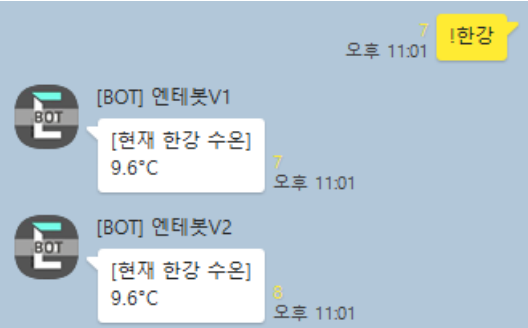 7
오후 11:01
!한강
BOT
[BOT] 엔테봇V1
[현재 한강 수온]
9.6°C
7
오후 11:01
BOT
[BOT] 엔테봇V2
[현재 한강 수온]
9.6°C
8
오후 11:01